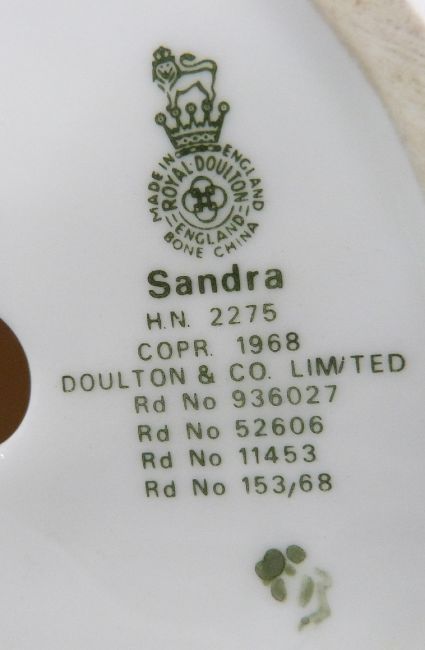 MADE IN ENGLAND
ROYAL·DOULTON
ENGLAND
BONE CHINA
Sandra
H.N. 2275
COPR. 1968
DOULTON & CO. LIMITED
Rd No 936027
Rd No 52606
Rd No 11453
Rd No 153/68